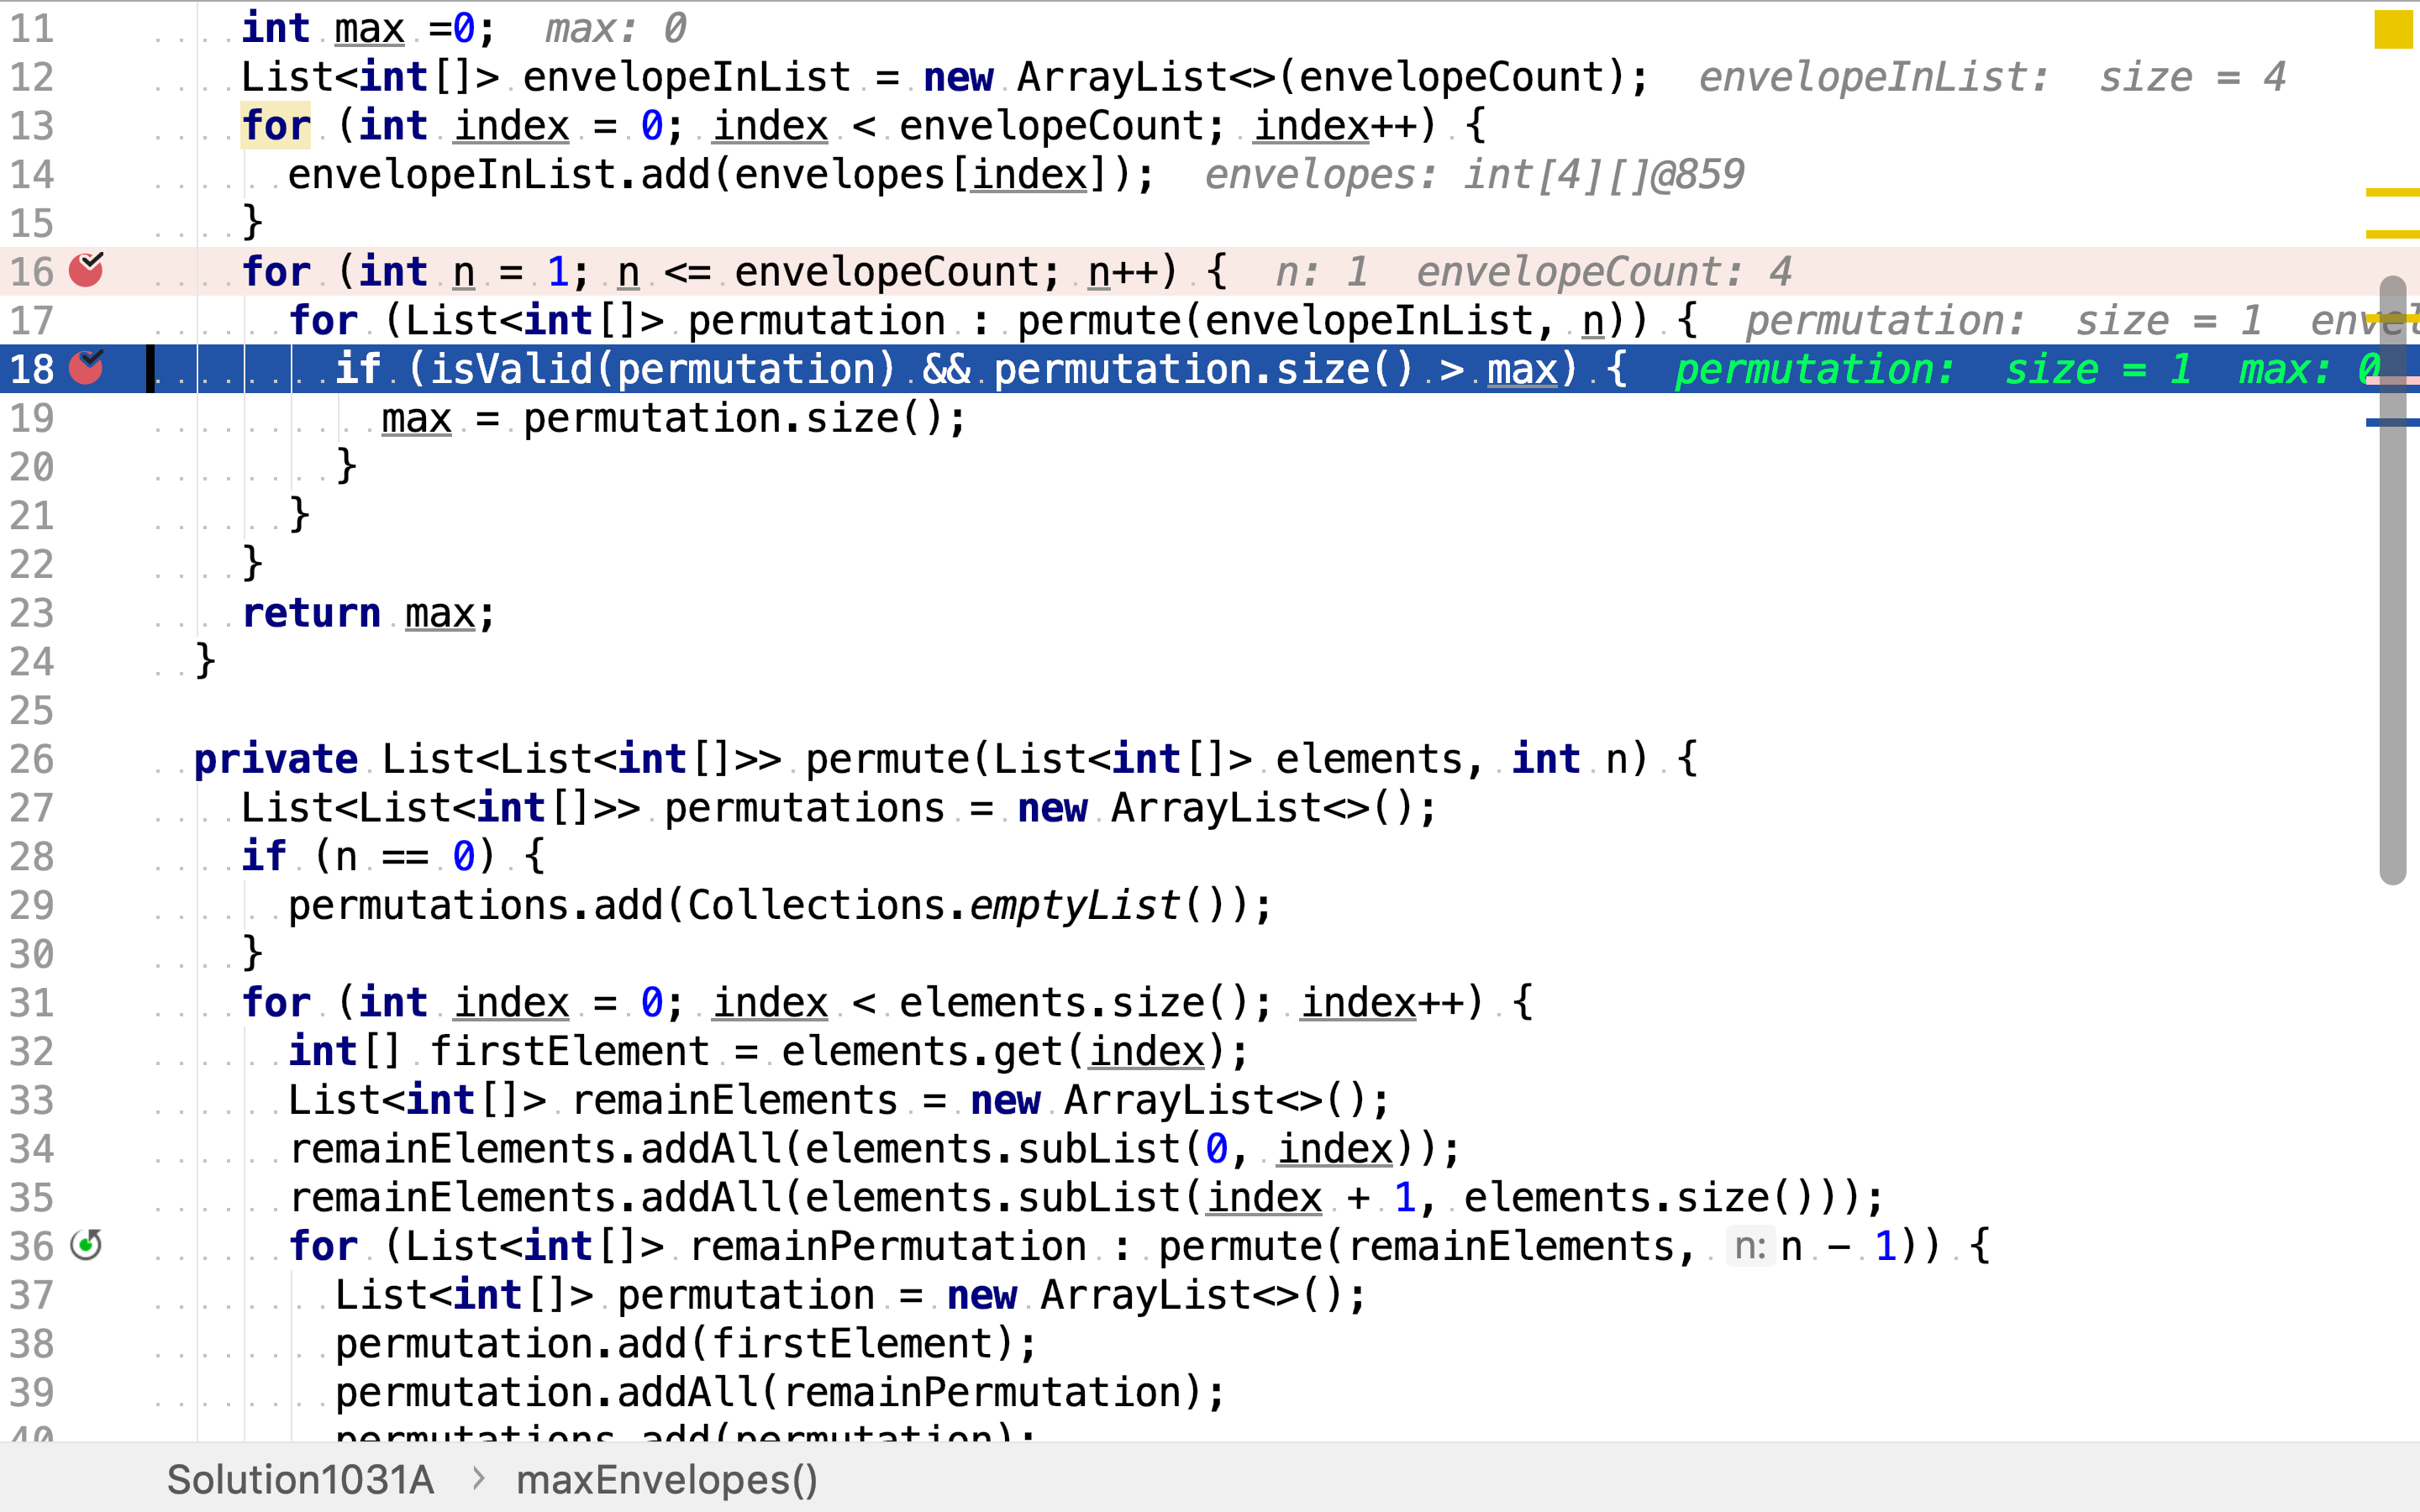 11 int max =0; max: 0
12 List<int[]> envelopeInList = new ArrayList<>(envelopeCount); envelopeInList: size = 4
13 for (int index = 0; index < envelopeCount; index++) {
14 envelopeInList.add(envelopes[index]); envelopes: int[4][]@859
15 }
16 for (int n = 1; n <= envelopeCount; n++) { n: 1 envelopeCount: 4
17 for (List<int[]> permutation : permute(envelopeInList, n)) { permutation: size = 1 envel
18 if (isValid(permutation) && permutation.size() > max) { permutation: size = 1 max: 0
19 max = permutation.size();
20 }
21 }
22 }
23 return max;
24 }
25
26 private List<List<int[]>> permute(List<int[]> elements, int n) {
27 List<List<int[]>> permutations = new ArrayList<>();
28 if (n == 0) {
29 permutations.add(Collections.emptyList());
30 }
31 for (int index = 0; index < elements.size(); index++) {
32 int[] firstElement = elements.get(index);
33 List<int[]> remainElements = new ArrayList<>();
34 remainElements.addAll(elements.subList(0, index));
35 remainElements.addAll(elements.subList(index + 1, elements.size()));
36 for (List<int[]> remainPermutation : permute(remainElements, n: n - 1)) {
37 List<int[]> permutation = new ArrayList<>();
38 permutation.add(firstElement);
39 permutation.addAll(remainPermutation);
40 permutations.add(permutation);
Solution1031A > maxEnvelopes()